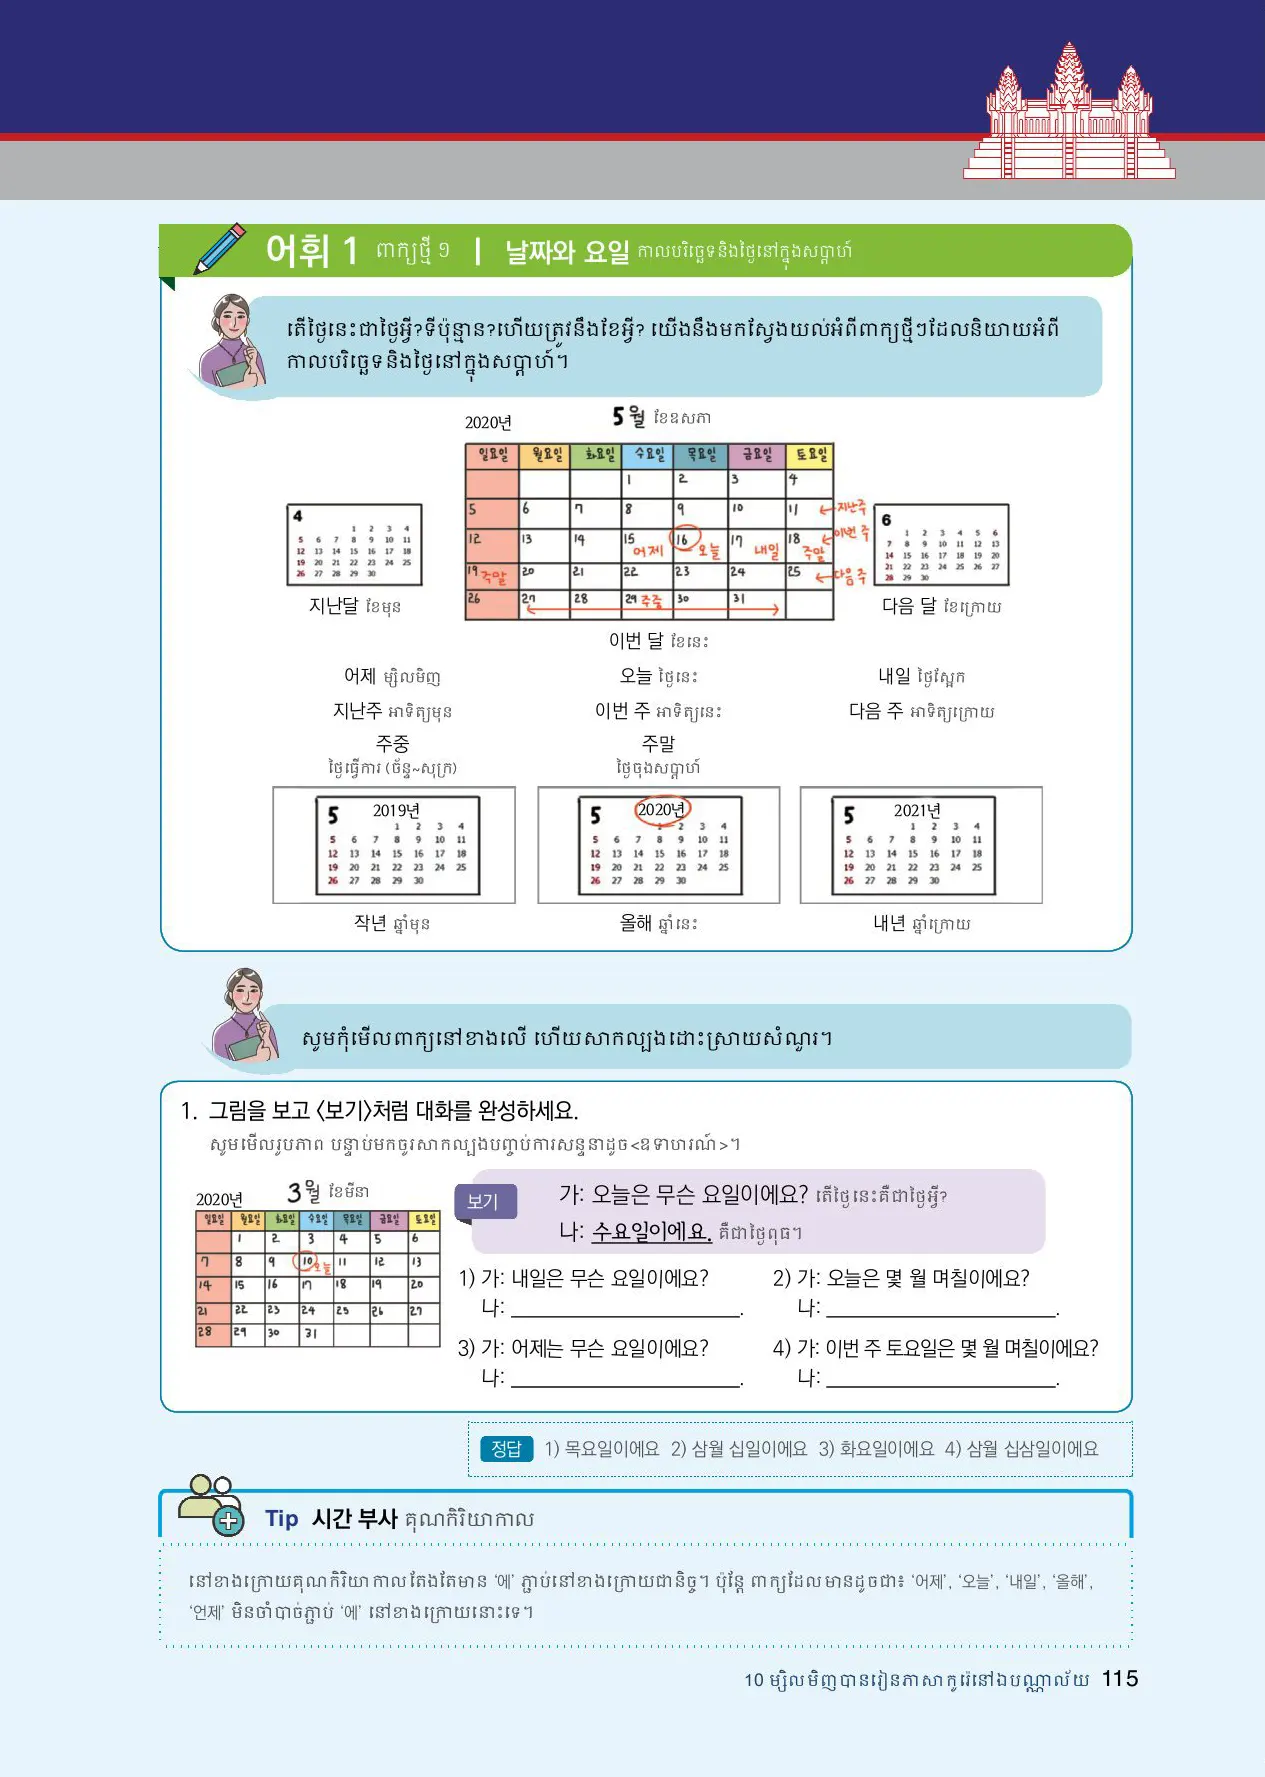 어휘 1 ពាក្យថ្មី ១ | 날짜와 요일 កាលបរិច្ឆេទនិងថ្ងៃនៅក្នុងសប្តាហ៍
តើថ្ងៃនេះជាថ្ងៃអ្វី?ទីប៉ុន្មាន?ហើយត្រូវនឹងខែអ្វី? យើងនឹងមកស្វែងយល់អំពីពាក្យថ្មីៗដែលនិយាយអំពី
កាលបរិច្ឆេទនិងថ្ងៃនៅក្នុងសប្តាហ៍។
2020년 5월 ខែឧសភា
일요일 월요일 화요일 수요일 목요일 금요일 토요일
1 2 3 4
5 6 7 8 9 10 11 지난주
12 13 14 15 어제 16 오늘 17 내일 18 주말 이번 주
19 주말 20 21 22 23 24 25 다음 주
26 27 28 29 주중 30 31
4
1 2 3 4
5 6 7 8 9 10 11
12 13 14 15 16 17 18
19 20 21 22 23 24 25
26 27 28 29 30
6
1 2 3 4 5 6
7 8 9 10 11 12 13
14 15 16 17 18 19 20
21 22 23 24 25 26 27
28 29 30
지난달 ខែមុន 다음 달 ខែក្រោយ
이번 달 ខែនេះ
어제 ម្សិលមិញ 오늘 ថ្ងៃនេះ 내일 ថ្ងៃស្អែក
지난주 អាទិត្យមុន 이번 주 អាទិត្យនេះ 다음 주 អាទិត្យក្រោយ
주중 주말
ថ្ងៃធ្វើការ (ច័ន្ទ~សុក្រ) ថ្ងៃចុងសប្តាហ៍
5 2019년
1 2 3 4
5 6 7 8 9 10 11
12 13 14 15 16 17 18
19 20 21 22 23 24 25
26 27 28 29 30
5 2020년
1 2 3 4
5 6 7 8 9 10 11
12 13 14 15 16 17 18
19 20 21 22 23 24 25
26 27 28 29 30
5 2021년
1 2 3 4
5 6 7 8 9 10 11
12 13 14 15 16 17 18
19 20 21 22 23 24 25
26 27 28 29 30
작년 ឆ្នាំមុន 올해 ឆ្នាំនេះ 내년 ឆ្នាំក្រោយ
សូមកុំមើលពាក្យនៅខាងលើ ហើយសាកល្បងដោះស្រាយសំណួរ។
1. 그림을 보고 〈보기〉처럼 대화를 완성하세요.
សូមមើលរូបភាព បន្ទាប់មកចូរសាកល្បងបញ្ចប់ការសន្ទនាដូច<ឧទាហរណ៍>។
2020년 3월 ខែមីនា
일요일 월요일 화요일 수요일 목요일 금요일 토요일
1 2 3 4 5 6
7 8 9 10 오늘 11 12 13
14 15 16 17 18 19 20
21 22 23 24 25 26 27
28 29 30 31
보기 가: 오늘은 무슨 요일이에요? តើថ្ងៃនេះគឺជាថ្ងៃអ្វី?
나: 수요일이에요. គឺជាថ្ងៃពុធ។
1) 가: 내일은 무슨 요일이에요? 2) 가: 오늘은 몇 월 며칠이에요?
나: ____________________. 나: ____________________.
3) 가: 어제는 무슨 요일이에요? 4) 가: 이번 주 토요일은 몇 월 며칠이에요?
나: ____________________. 나: ____________________.
정답 1) 목요일이에요 2) 삼월 십일이에요 3) 화요일이에요 4) 삼월 십삼일이에요
Tip 시간 부사 គុណកិរិយាកាល
នៅខាងក្រោយគុណកិរិយាកាលតែងតែមាន ‘에’ ភ្ជាប់នៅខាងក្រោយជានិច្ច។ ប៉ុន្តែ ពាក្យដែលមានដូចជា៖ ‘어제’, ‘오늘’, ‘내일’, ‘올해’,
‘언제’ មិនចាំបាច់ភ្ជាប់ ‘에’ នៅខាងក្រោយនោះទេ។
10 ម្សិលមិញបានរៀនភាសាកូរ៉េនៅឯបណ្ណាល័យ 115